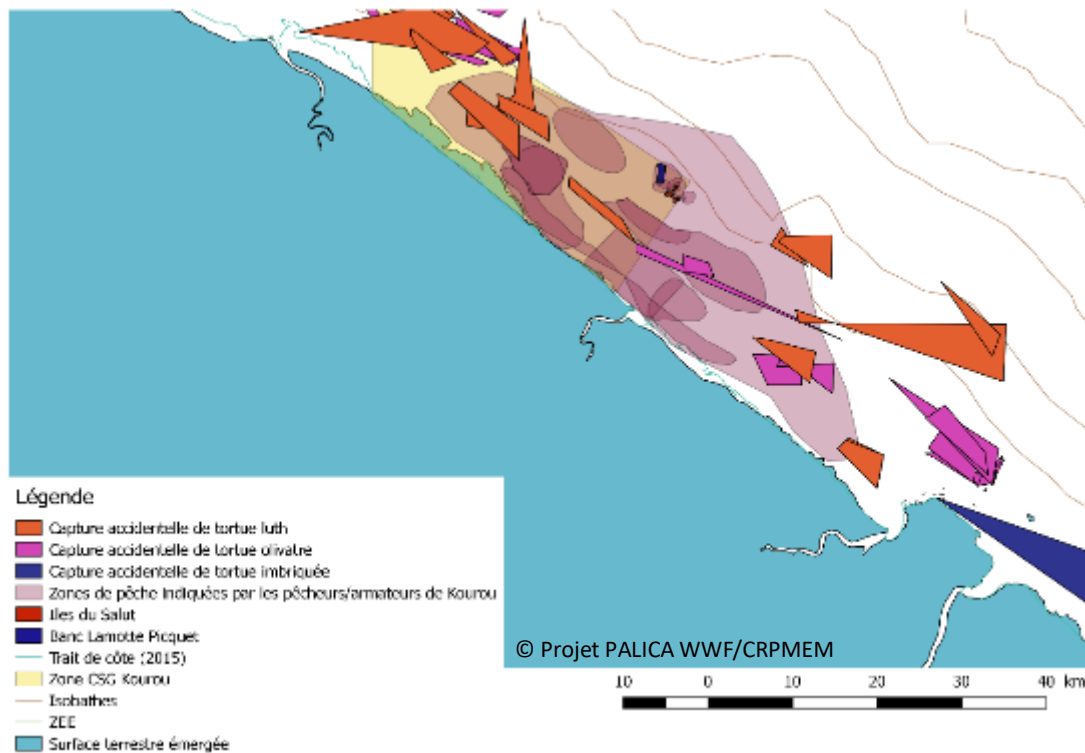 Légende
Capture accidentelle de tortue luth
Capture accidentelle de tortue olivatre
Capture accidentelle de tortue imbriquée
Zones de pêche indiquées par les pêcheurs/armateurs de Kourou
Iles du Salut
Banc Lamotte Picquet
Trait de côte (2015)
Zone CSG Kourou
Isobathes
ZEE
Surface terrestre émergée
© Projet PALICA WWF/CRPMEM
10 0 10 20 30 40 km